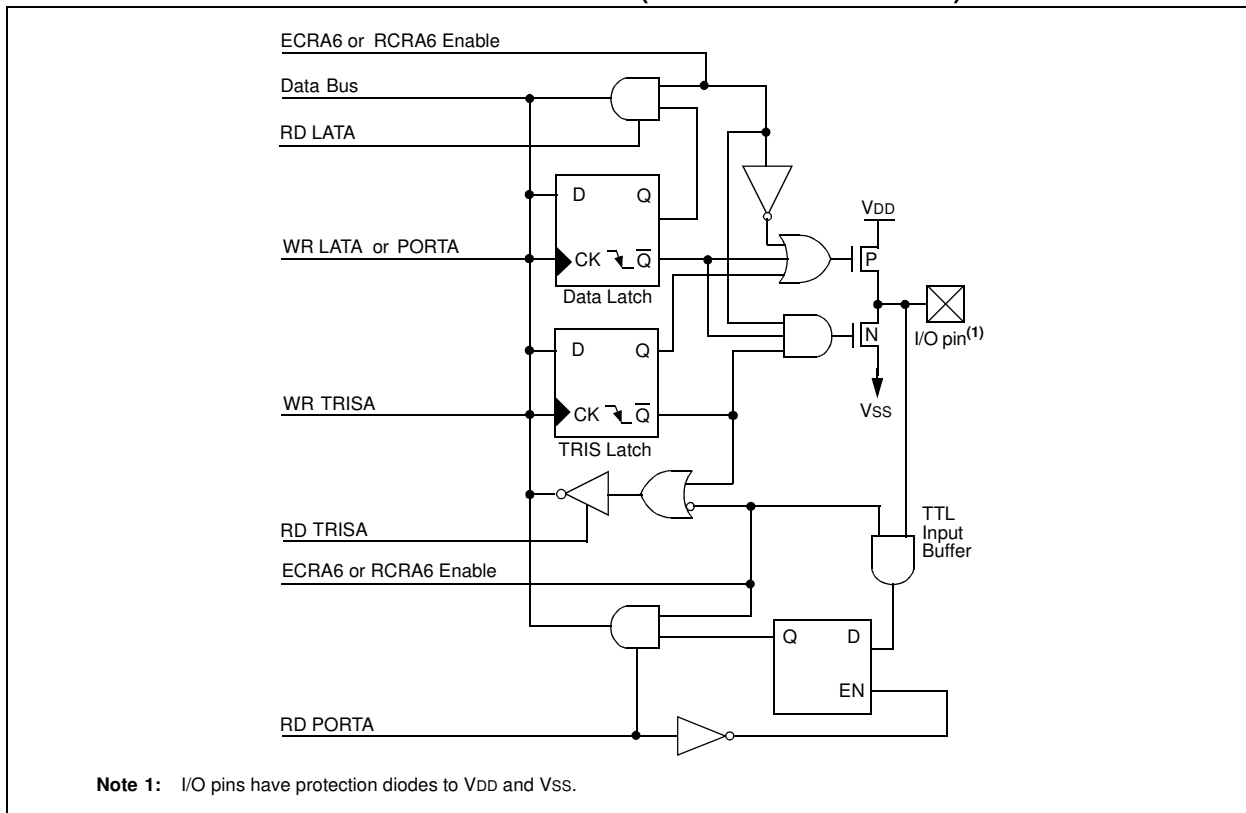 ECRA6 or RCRA6 Enable
Data Bus
RD LATA
D Q
VDD
WR LATA or PORTA
CK Q̅
P
Data Latch
I/O pin(1)
D Q
N
WR TRISA
CK Q̅
VSS
TRIS Latch
RD TRISA
TTL
Input
Buffer
ECRA6 or RCRA6 Enable
Q D
EN
RD PORTA
Note 1: I/O pins have protection diodes to VDD and VSS.